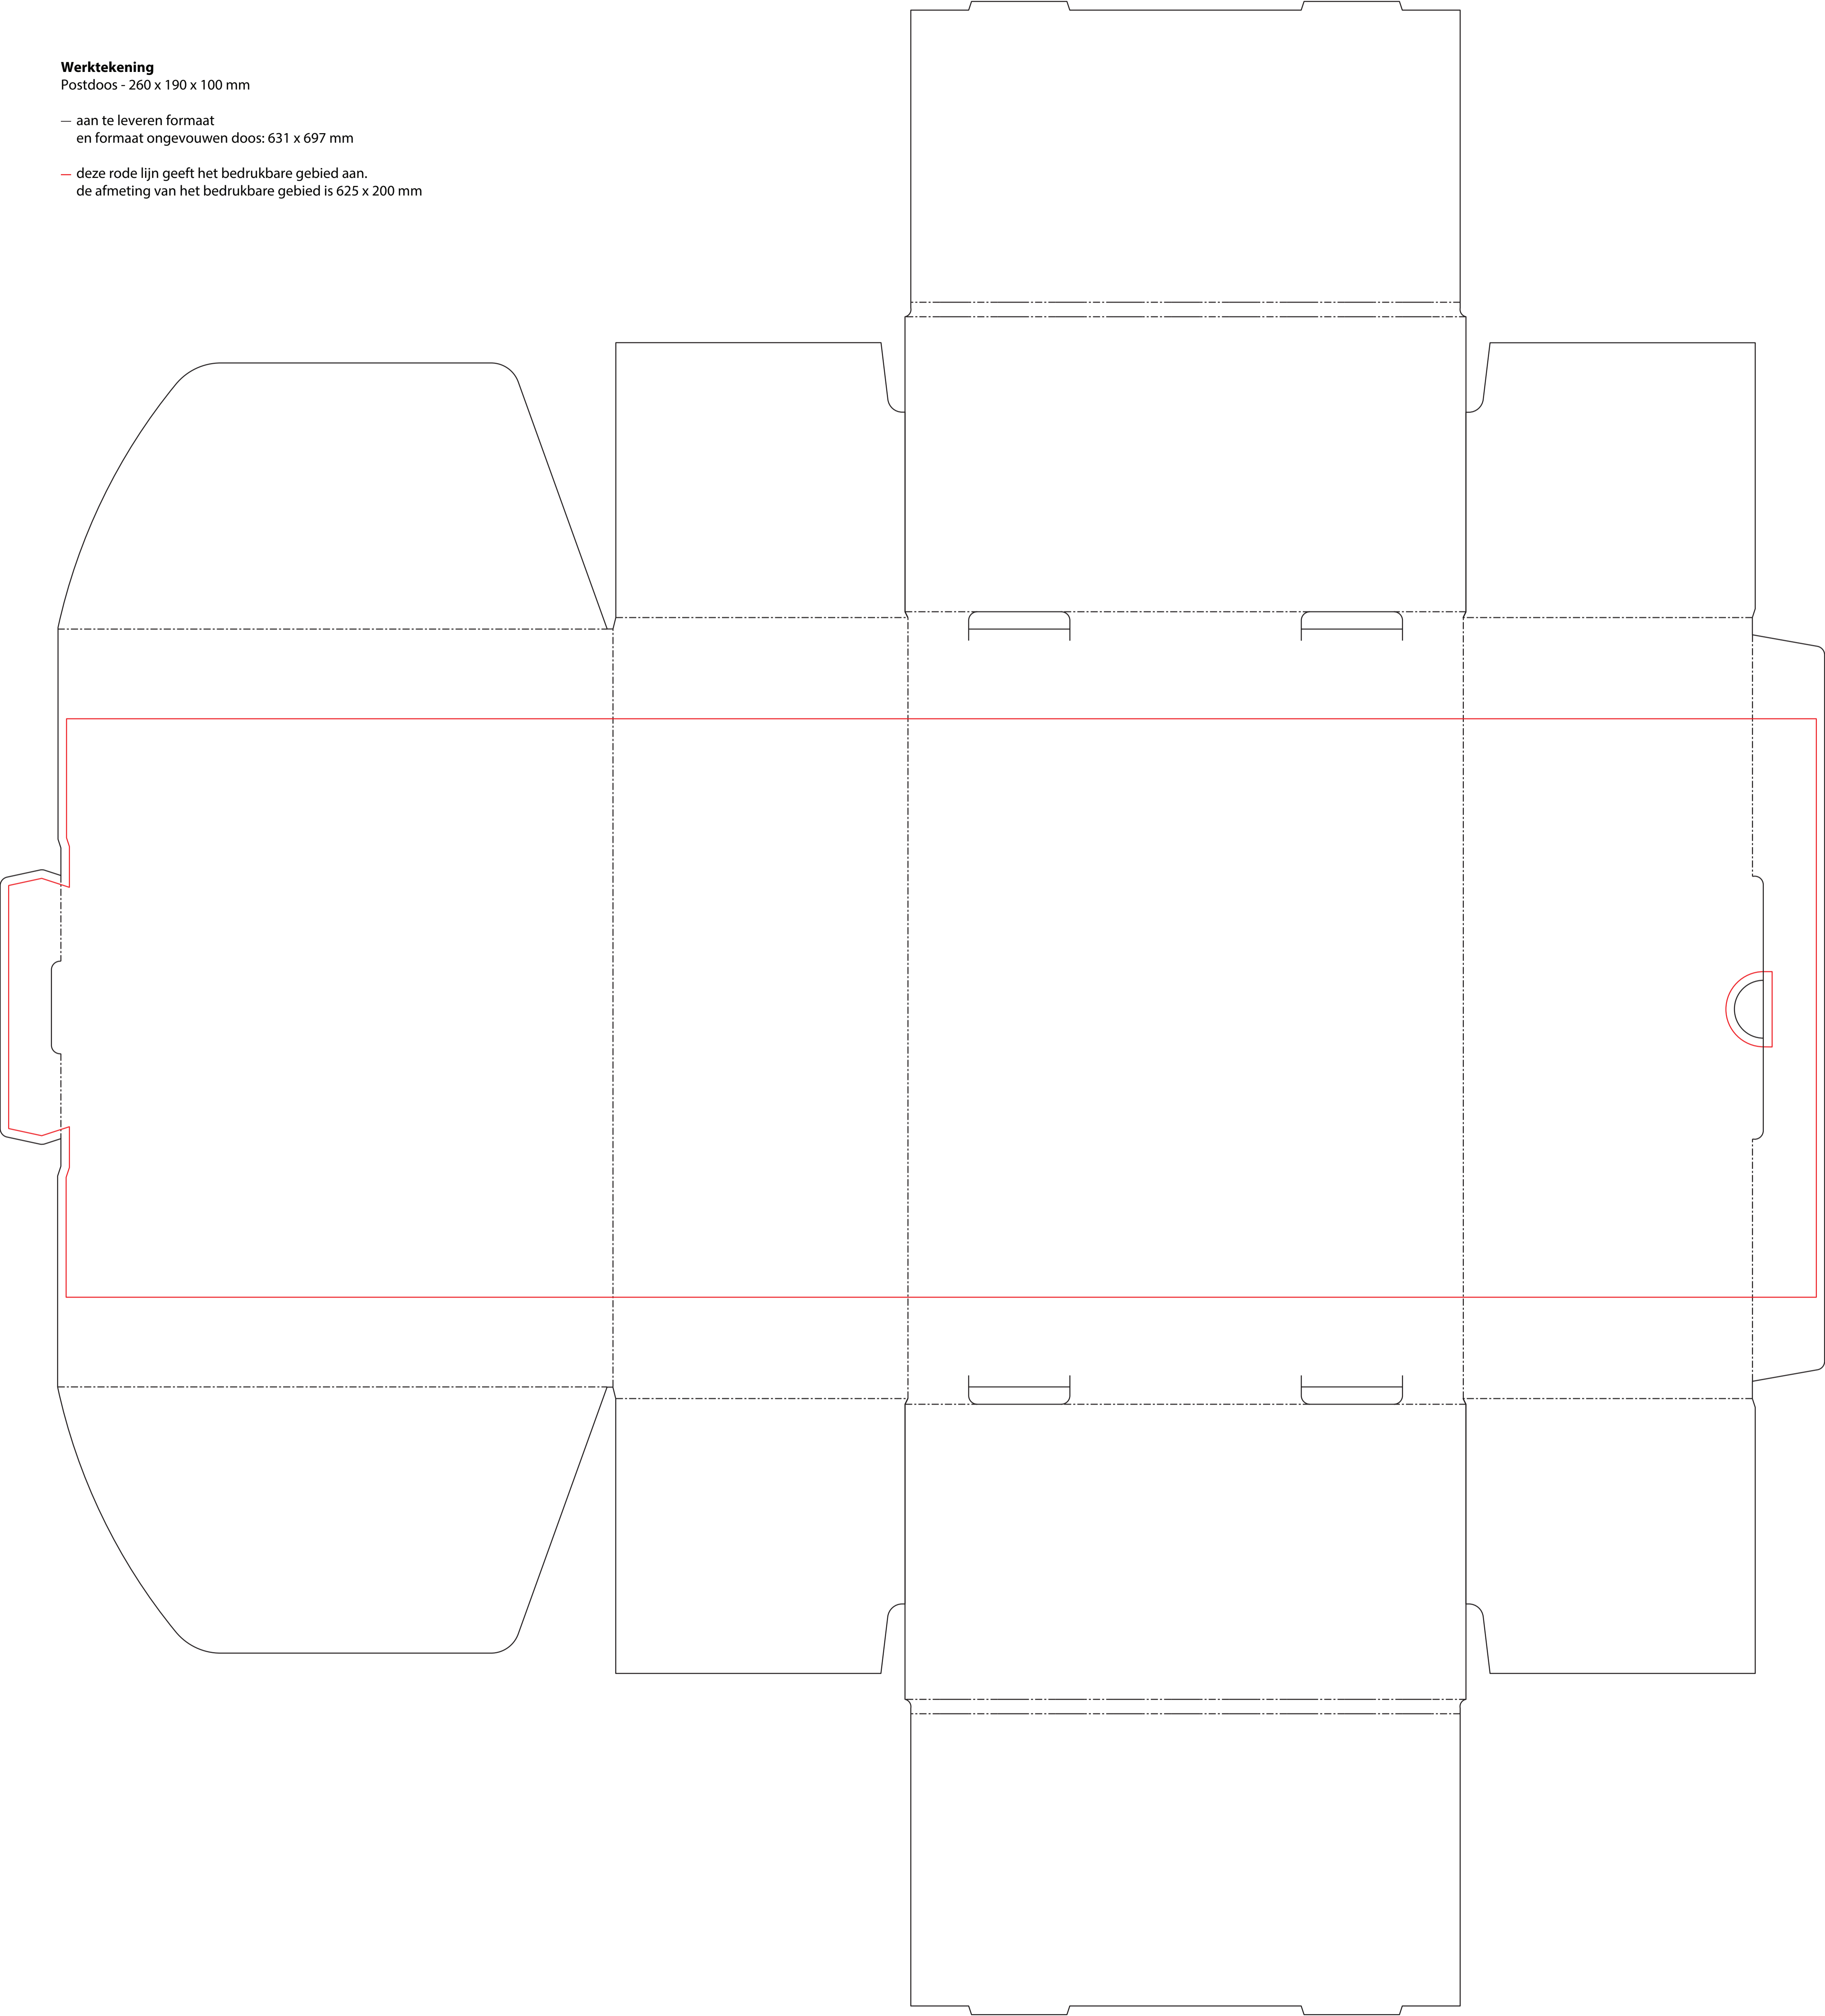 Werktekening
Postdoos - 260 x 190 x 100 mm
aan te leveren formaat
en formaat ongevouwen doos: 631 x 697 mm
deze rode lijn geeft het bedrukbare gebied aan.
de afmeting van het bedrukbare gebied is 625 x 200 mm